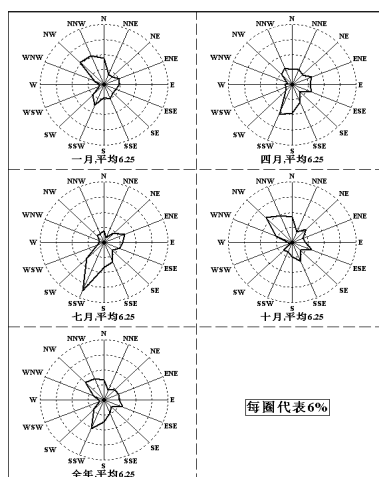 N
NNW NNE
NW NE
WNW ENE
W E
WSW ESE
SW SE
SSW SSE
S
一月,平均6.25
N
NNW NNE
NW NE
WNW ENE
W E
WSW ESE
SW SE
SSW SSE
S
四月,平均6.25
N
NNW NNE
NW NE
WNW ENE
W E
WSW ESE
SW SE
SSW SSE
S
七月,平均6.25
N
NNW NNE
NW NE
WNW ENE
W E
WSW ESE
SW SE
SSW SSE
S
十月,平均6.25
N
NNW NNE
NW NE
WNW ENE
W E
WSW ESE
SW SE
SSW SSE
S
全年,平均6.25
每圈代表6%